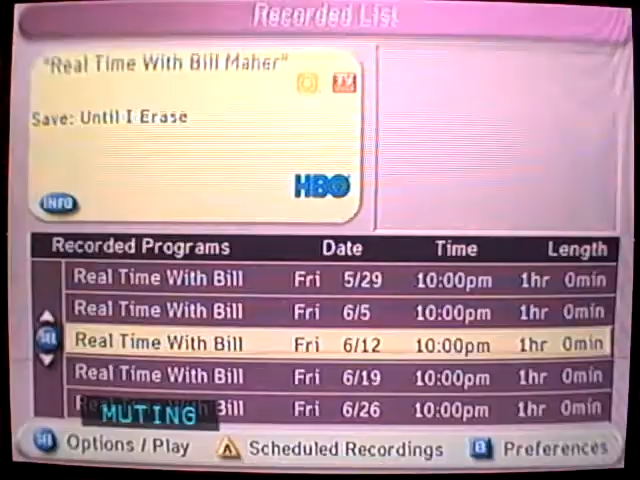 Recorded List
"Real Time With Bill Maher"
TV
Save: Until I Erase
HBO
INFO
Recorded Programs Date Time Length
Real Time With Bill Fri 5/29 10:00pm 1hr 0min
Real Time With Bill Fri 6/5 10:00pm 1hr 0min
SEL
Real Time With Bill Fri 6/12 10:00pm 1hr 0min
Real Time With Bill Fri 6/19 10:00pm 1hr 0min
Bill Fri 6/26 10:00pm 1hr 0min
MUTING
SEL Options / Play A Scheduled Recordings B Preferences